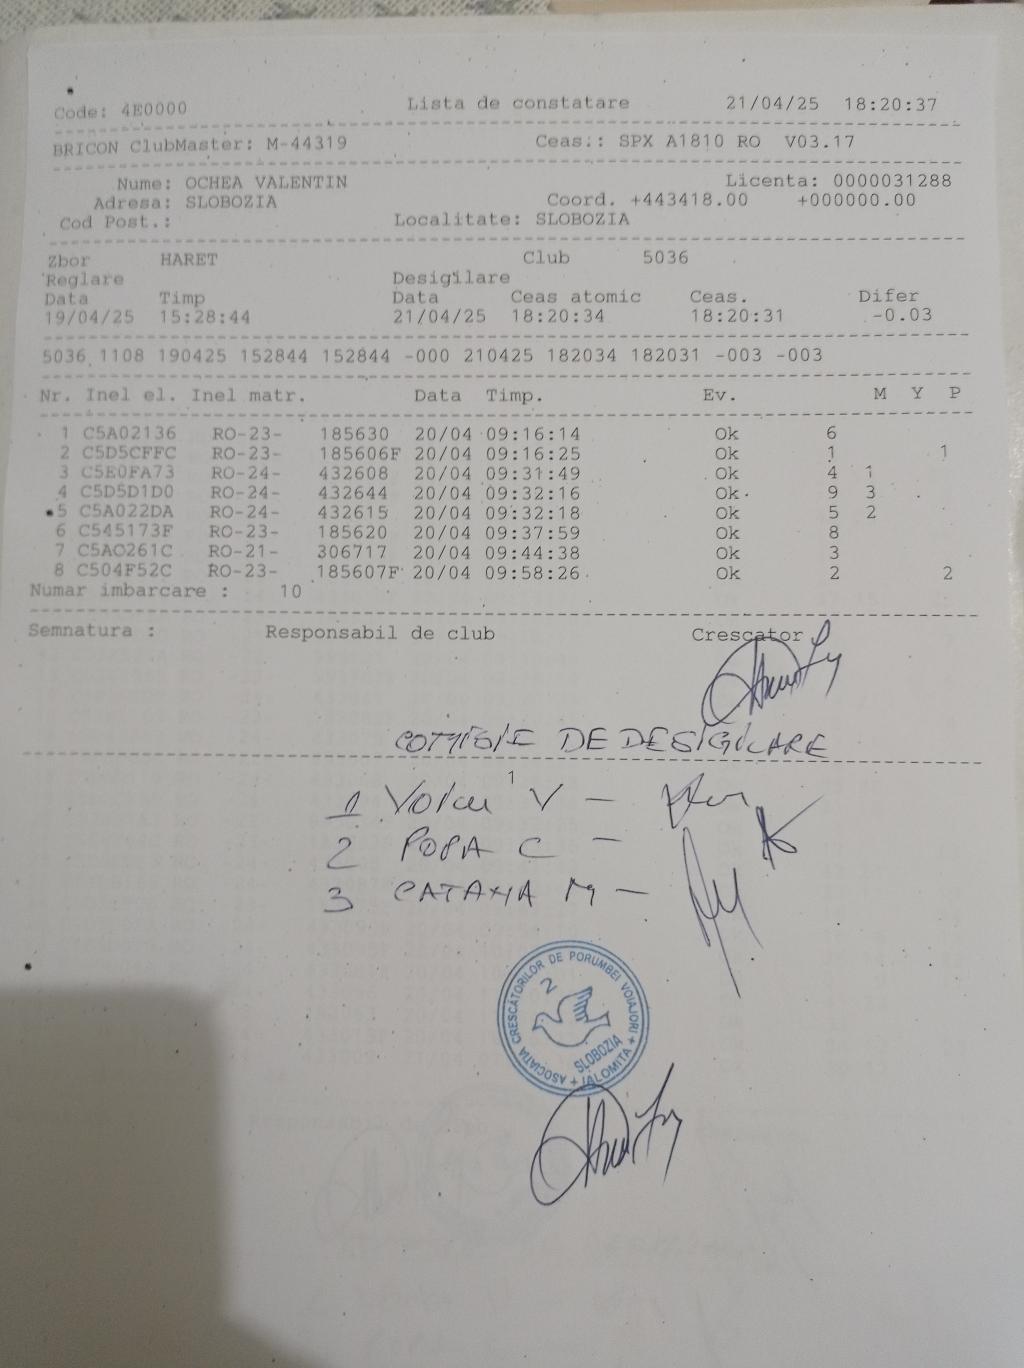 Code: 4E0000 Lista de constatare 21/04/25 18:20:37
BRICON ClubMaster: M-44319 Ceas.: SPX A1810 RO V03.17
Nume: OCHEA VALENTIN Licenta: 0000031288
Adresa: SLOBOZIA Coord. +443418.00 +000000.00
Cod Post.: Localitate: SLOBOZIA
Zbor HARET Club 5036
Reglare Desigilare
Data Timp Data Ceas atomic Ceas. Difer
19/04/25 15:28:44 21/04/25 18:20:34 18:20:31 -0.03
5036 1108 190425 152844 152844 -000 210425 182034 182031 -003 -003
Nr. Inel el. Inel matr. Data Timp. Ev. M Y P
1 C5A02136 RO-23- 185630 20/04 09:16:14 Ok 6
2 C5D5CFFC RO-23- 185606F 20/04 09:16:25 Ok 1 1
3 C5E0FA73 RO-24- 432608 20/04 09:31:49 Ok 4 1
4 C5D5D1D0 RO-24- 432644 20/04 09:32:16 Ok 9 3
5 C5A022DA RO-24- 432615 20/04 09:32:18 Ok 5 2
6 C545173F RO-23- 185620 20/04 09:37:59 Ok 8
7 C5AC261C RO-21- 306717 20/04 09:44:38 Ok 3
8 C504F52C RO-23- 185607F 20/04 09:58:26 Ok 2 2
Numar imbarcare : 10
Semnatura : Responsabil de club Crescator
COMISIE DE DESIGILARE
1
1 Voicu V -
2 POPA C -
3 CATANA M -
ASOCIATIA CRESCĂTORILOR DE PORUMBEI VOIAJORI + IALOMITA +
2
SLOBOZIA